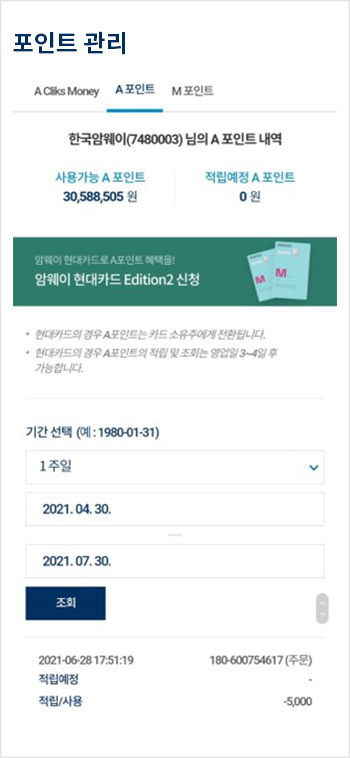 포인트 관리
A Cliks Money A 포인트 M 포인트
한국암웨이(7480003) 님의 A 포인트 내역
사용가능 A 포인트 적립예정 A 포인트
30,588,505 원 0 원
암웨이 현대카드로 A포인트 혜택을!
암웨이 현대카드 Edition2 신청
M
M
• 현대카드의 경우 A포인트는 카드 소유주에게 전환됩니다.
• 현대카드의 경우 A포인트의 적립 및 조회는 영업일 3~4일 후
가능합니다.
기간 선택 (예 : 1980-01-31)
1 주일
2021. 04. 30.
—
2021. 07. 30.
조회
2021-06-28 17:51:19 180-600754617 (주문)
적립예정 -
적립/사용 -5,000